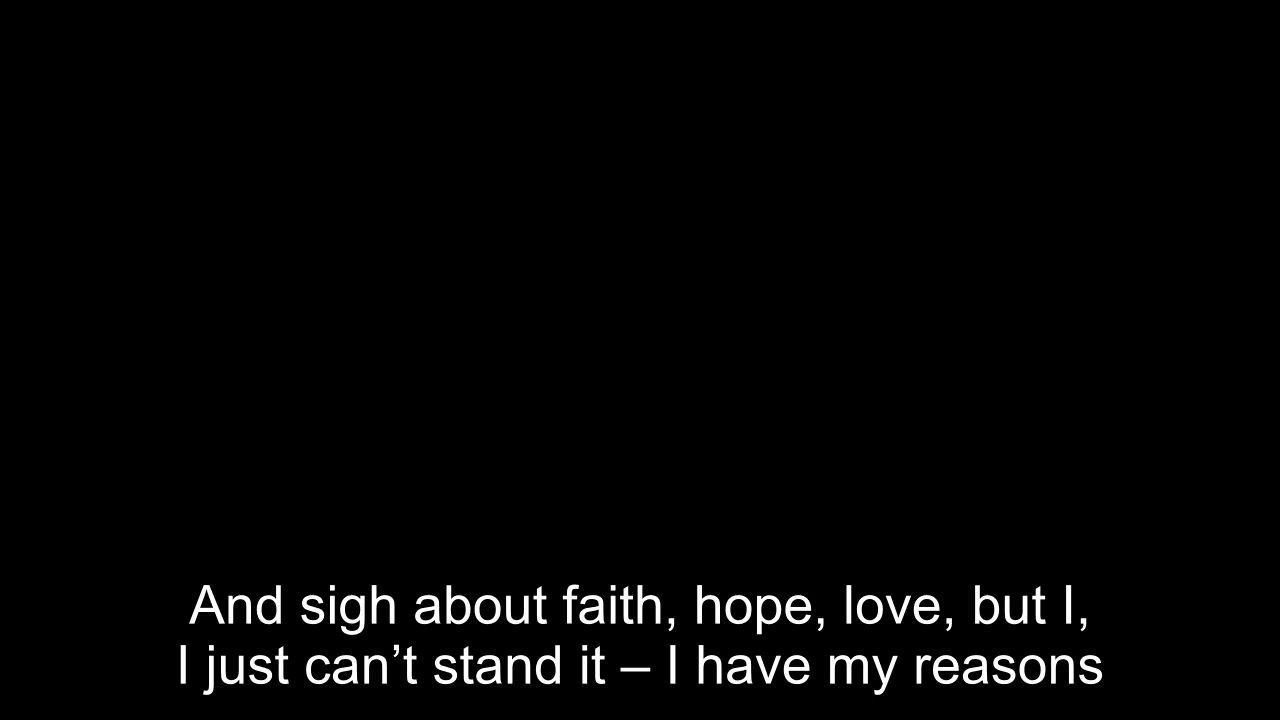 And sigh about faith, hope, love, but I,
I just can’t stand it – I have my reasons